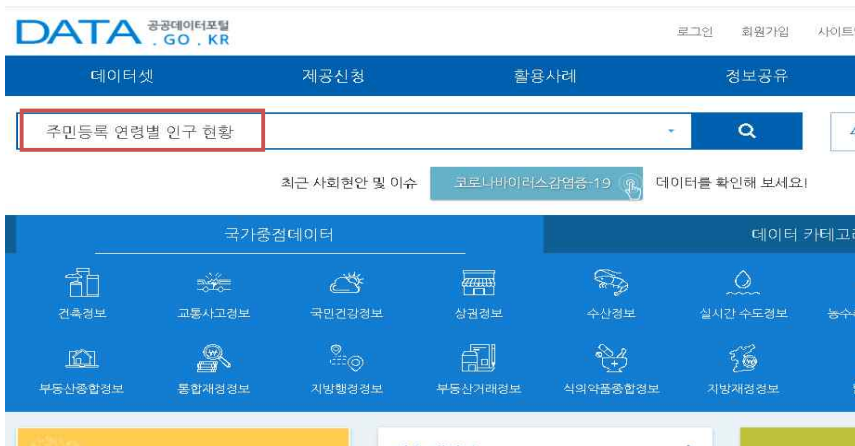 DATA 공공데이터포털
. GO . KR
로그인 회원가입
데이터셋 제공신청 활용사례 정보공유
주민등록 연령별 인구 현황
최근 사회현안 및 이슈 코로나바이러스감염증-19 데이터를 확인해 보세요!
국가중점데이터 데이터
건축정보 교통사고정보 국민건강정보 상권정보 수산정보 실시간 수도정보
부동산종합정보 통합재정정보 지방행정정보 부동산거래정보 식의약품종합정보 지방재정정보